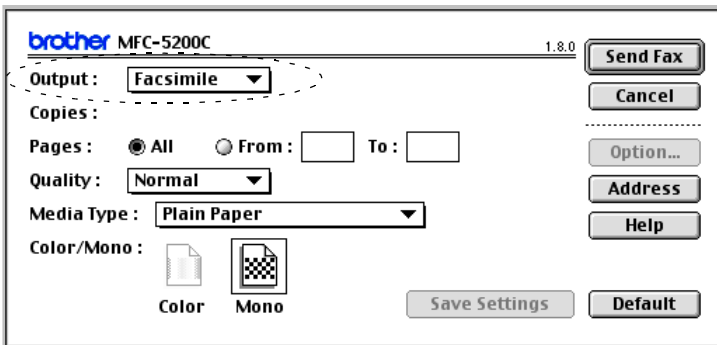 brother MFC-5200C 1.8.0 Send Fax
Output : Facsimile Cancel
Copies :
Pages : All From : To : Option...
Quality : Normal Address
Media Type : Plain Paper Help
Color/Mono :
Color Mono Save Settings Default